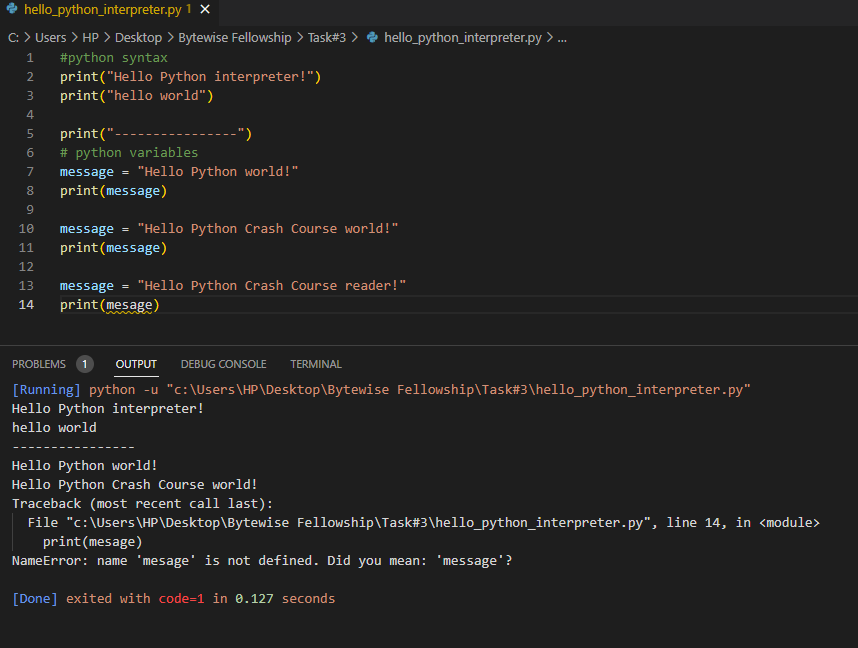 hello_python_interpreter.py 1 ×
C: > Users > HP > Desktop > Bytewise Fellowship > Task#3 > hello_python_interpreter.py > ...
1 #python syntax
2 print("Hello Python interpreter!")
3 print("hello world")
4
5 print("----------------")
6 # python variables
7 message = "Hello Python world!"
8 print(message)
9
10 message = "Hello Python Crash Course world!"
11 print(message)
12
13 message = "Hello Python Crash Course reader!"
14 print(mesage)
PROBLEMS 1 OUTPUT DEBUG CONSOLE TERMINAL
[Running] python -u "c:\Users\HP\Desktop\Bytewise Fellowship\Task#3\hello_python_interpreter.py"
Hello Python interpreter!
hello world
----------------
Hello Python world!
Hello Python Crash Course world!
Traceback (most recent call last):
  File "c:\Users\HP\Desktop\Bytewise Fellowship\Task#3\hello_python_interpreter.py", line 14, in <module>
    print(mesage)
NameError: name 'mesage' is not defined. Did you mean: 'message'?
[Done] exited with code=1 in 0.127 seconds